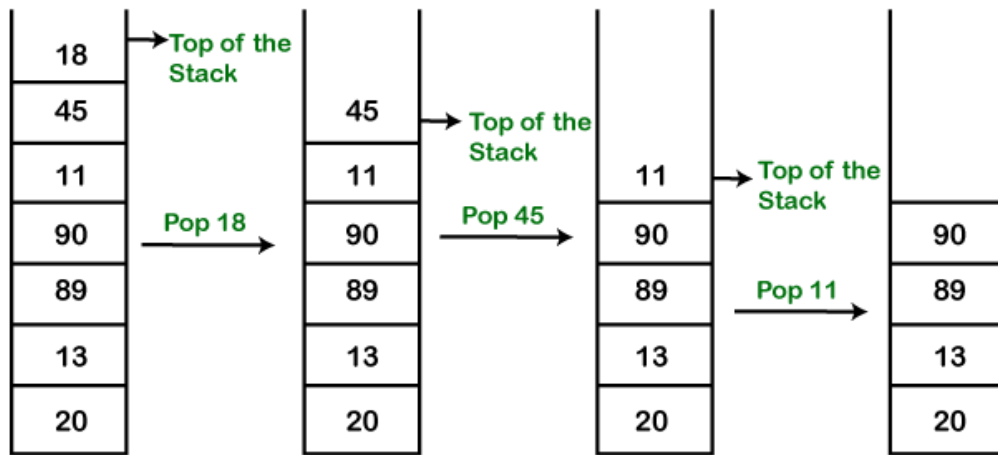 18
45
11
90
89
13
20
Top of the
Stack
Pop 18
45
11
90
89
13
20
Top of the
Stack
Pop 45
11
90
89
13
20
Top of the
Stack
Pop 11
90
89
13
20